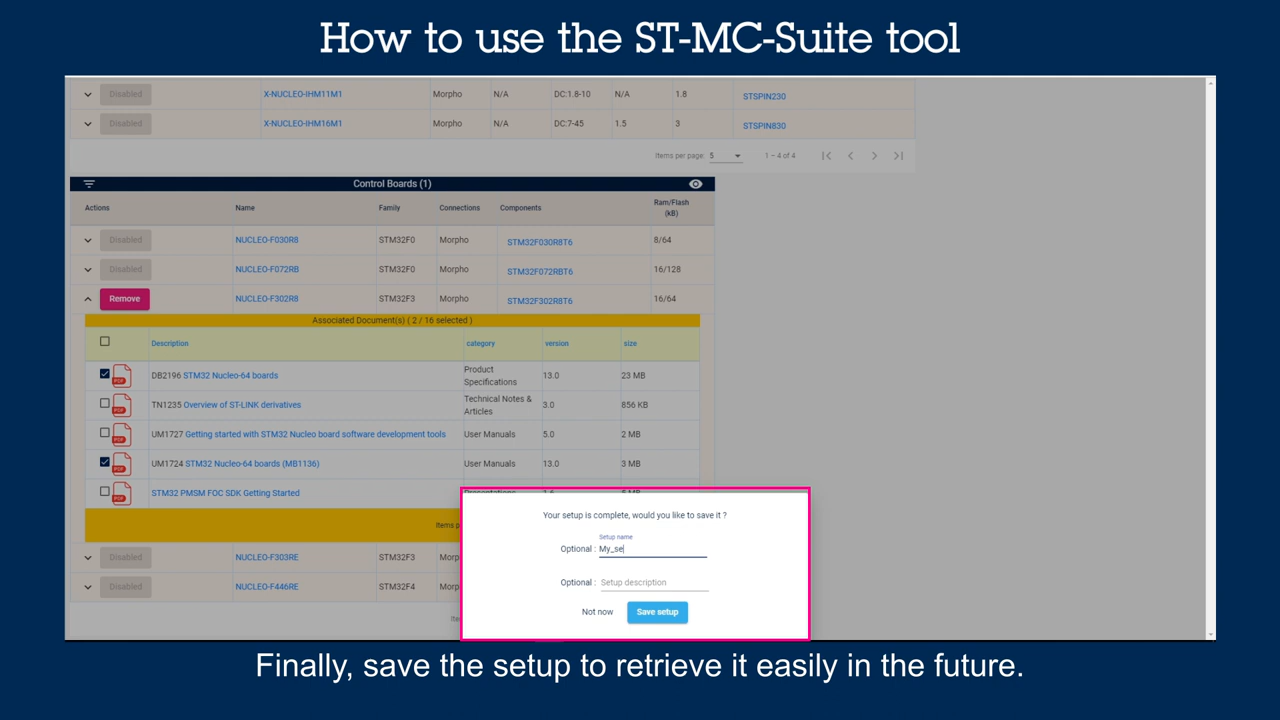 How to use the ST-MC-Suite tool
Disabled X-NUCLEO-IHM11M1 Morpho N/A DC:1.8-10 N/A 1.8 STSPIN230
Disabled X-NUCLEO-IHM16M1 Morpho N/A DC:7-45 1.5 3 STSPIN830
Items per page: 5 1 – 4 of 4
Control Boards (1)
Actions Name Family Connections Components Ram/Flash
(kB)
Disabled NUCLEO-F030R8 STM32F0 Morpho STM32F030R8T6 8/64
Disabled NUCLEO-F072RB STM32F0 Morpho STM32F072RBT6 16/128
Remove NUCLEO-F302R8 STM32F3 Morpho STM32F302R8T6 16/64
Associated Document(s) ( 2 / 16 selected )
Description category version size
PDF DB2196 STM32 Nucleo-64 boards Product
Specifications 13.0 23 MB
PDF TN1235 Overview of ST-LINK derivatives Technical Notes &
Articles 3.0 856 KB
PDF UM1727 Getting started with STM32 Nucleo board software development tools User Manuals 5.0 2 MB
PDF UM1724 STM32 Nucleo-64 boards (MB1136) User Manuals 13.0 3 MB
PDF STM32 PMSM FOC SDK Getting Started
Items p
Disabled NUCLEO-F303RE STM32F3 Morp
Disabled NUCLEO-F446RE STM32F4 Morp
Your setup is complete, would you like to save it ?
Setup name
Optional : My_se
Optional : Setup description
Not now Save setup
Finally, save the setup to retrieve it easily in the future.